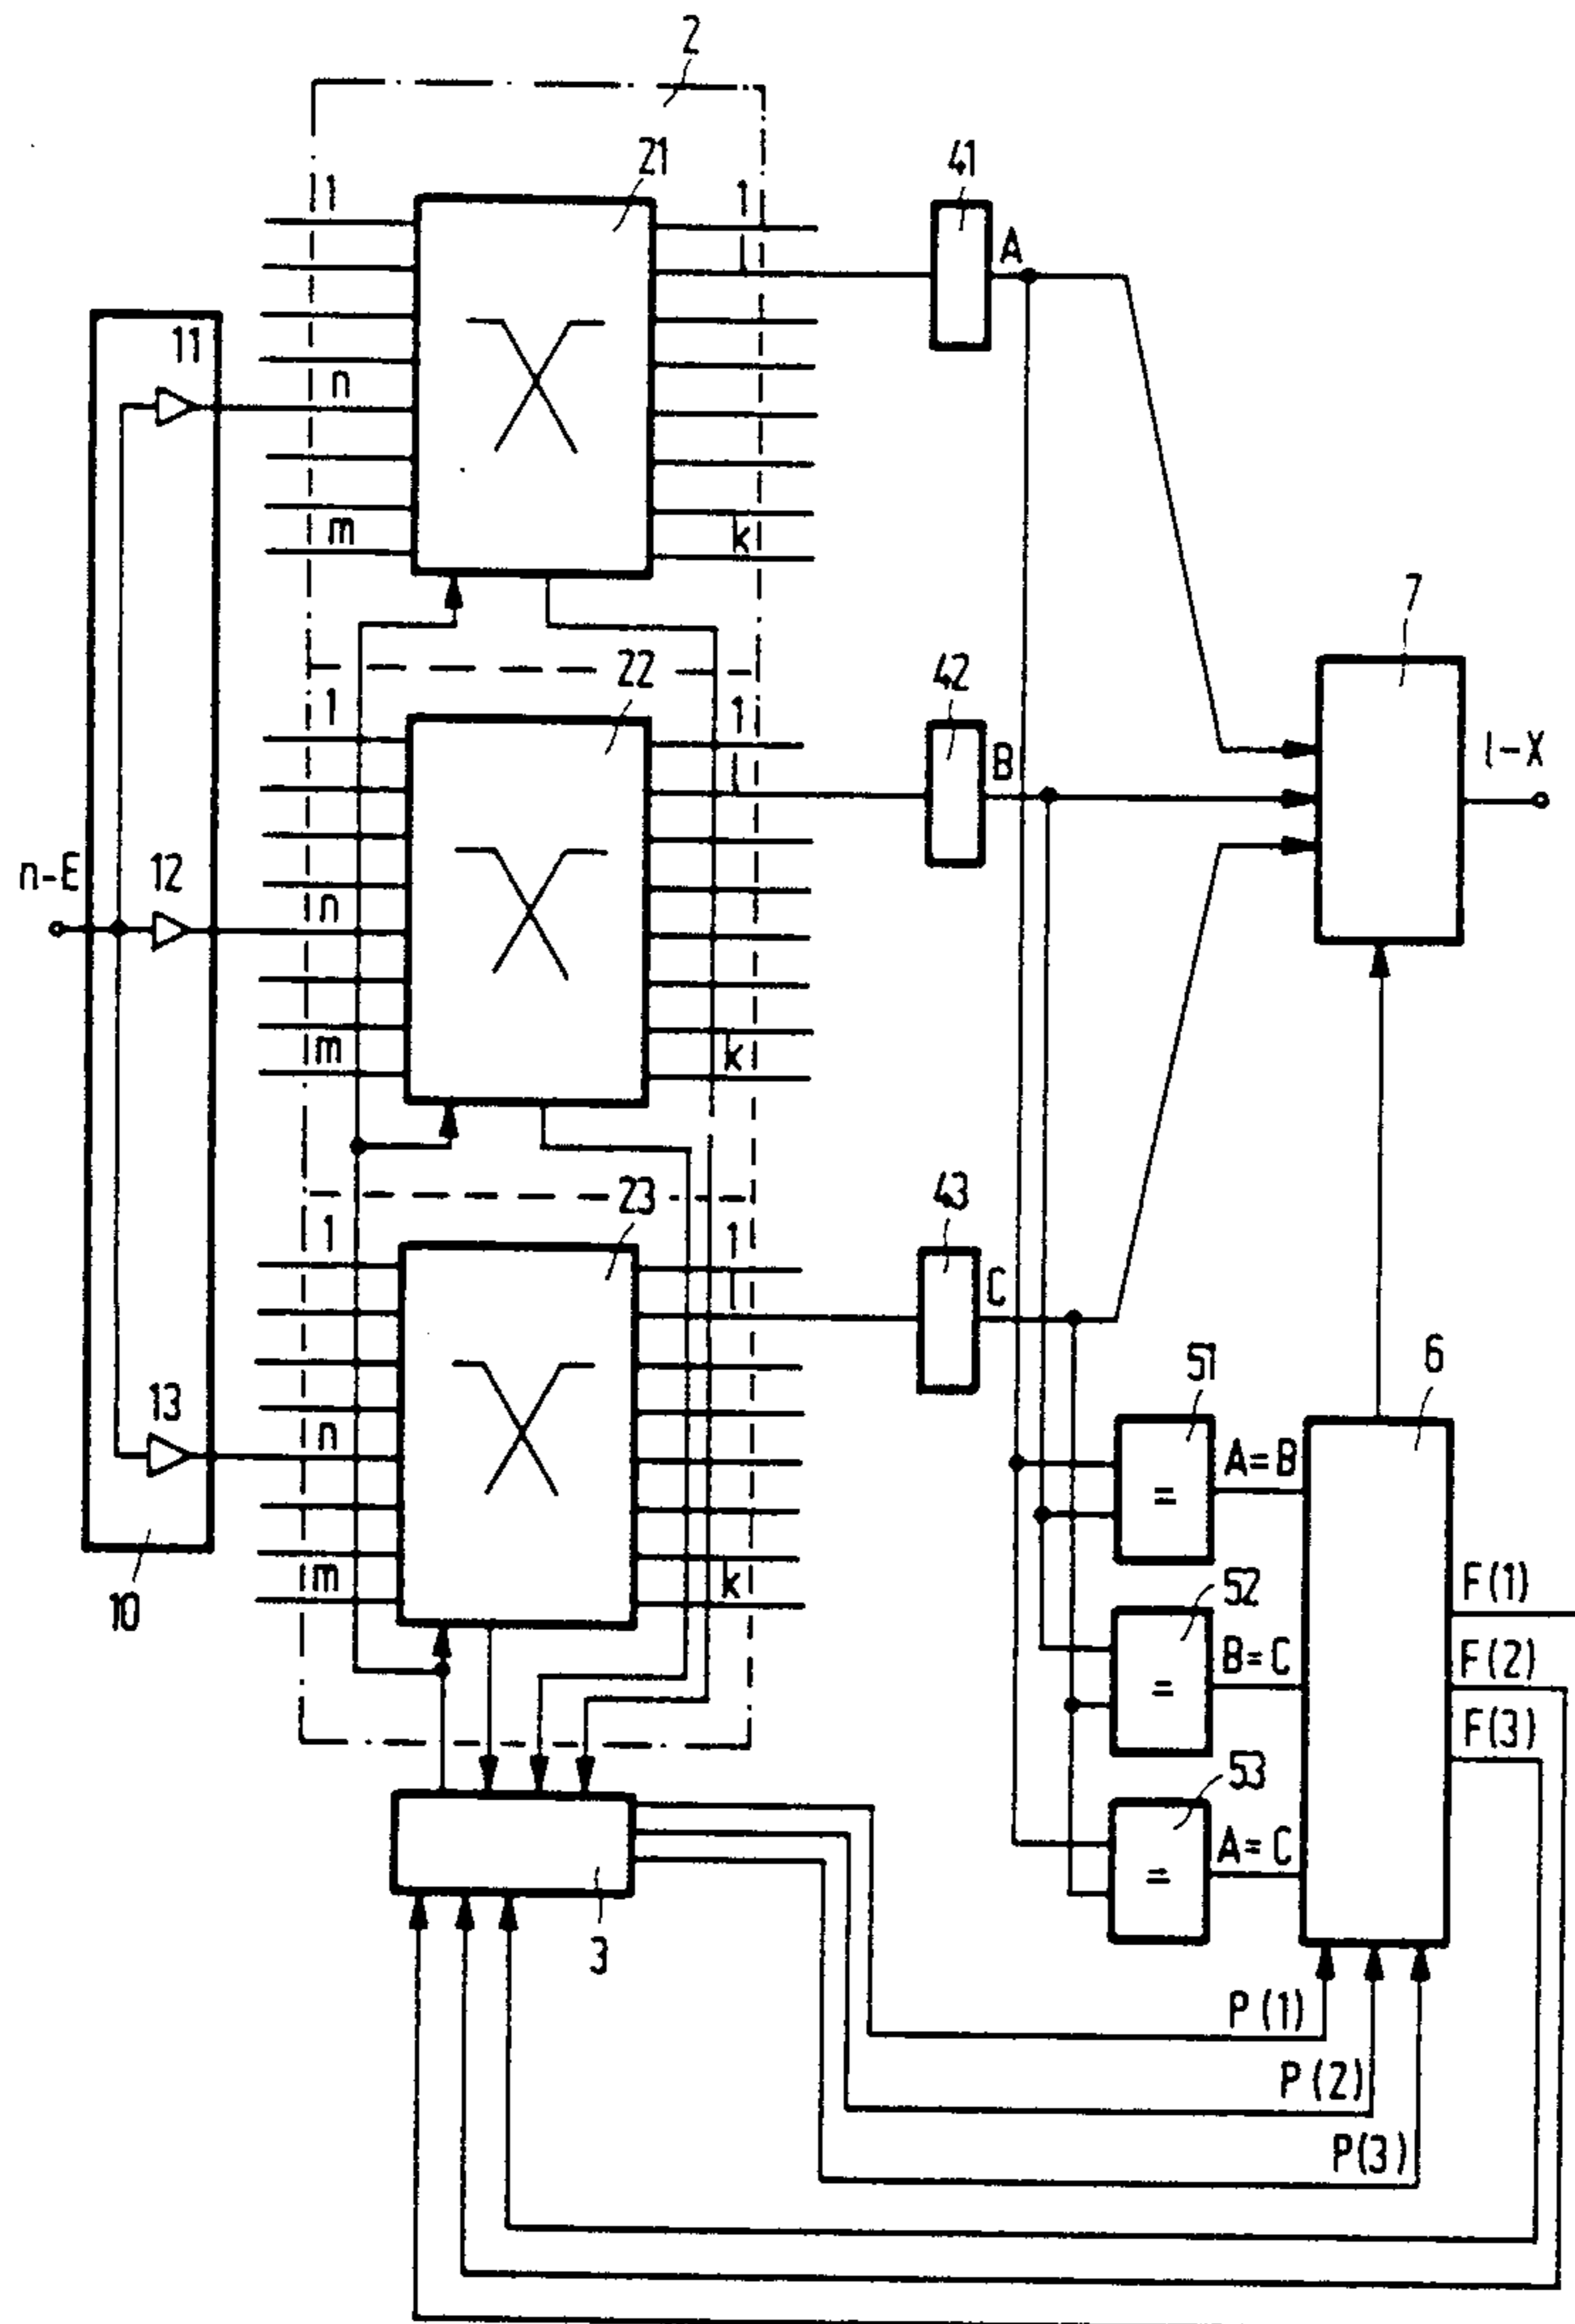 2
21
41
1
1
l
A
11
n
m
k
7
22
42
1
1
l
B
l-X
n-E
12
n
m
k
23
43
1
1
l
C
13
n
51
6
=
A=B
m
k
10
52
=
B=C
F(1)
F(2)
F(3)
53
=
A=C
3
P(1)
P(2)
P(3)